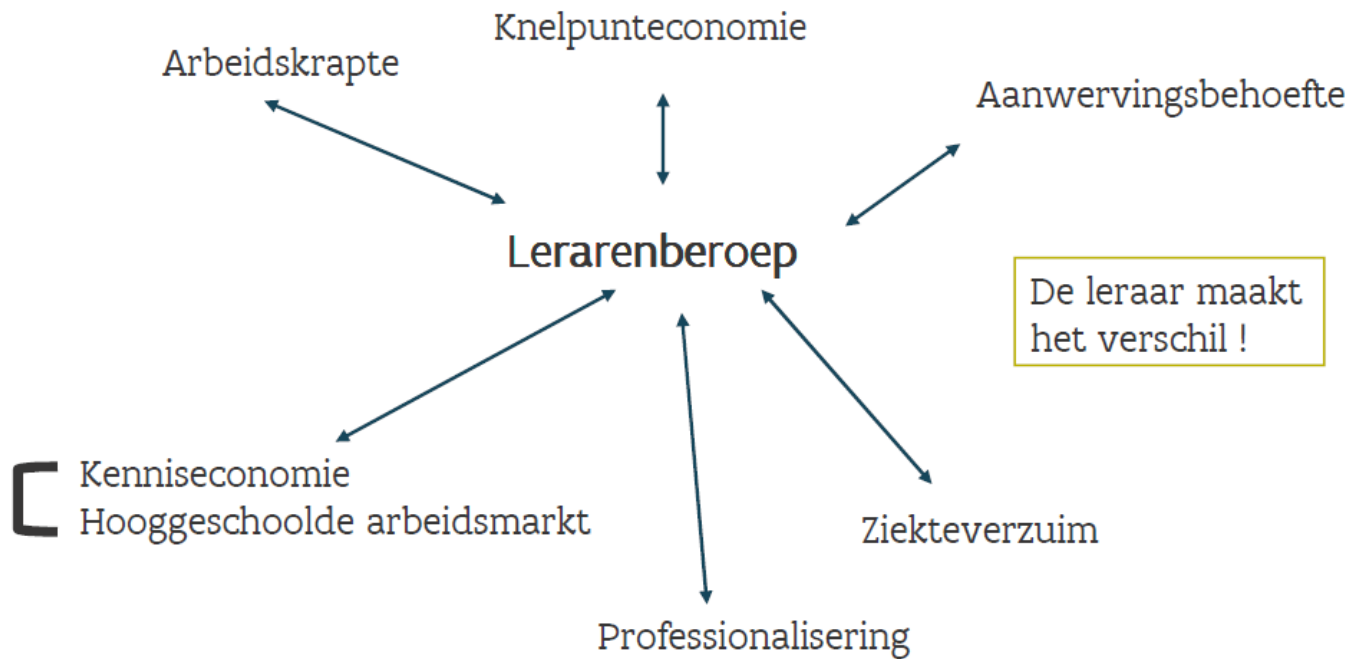 Knelpunteconomie
Arbeidskrapte
Aanwervingsbehoefte
Lerarenberoep
De leraar maakt
het verschil !
Kenniseconomie
Hooggeschoolde arbeidsmarkt
Ziekteverzuim
Professionalisering